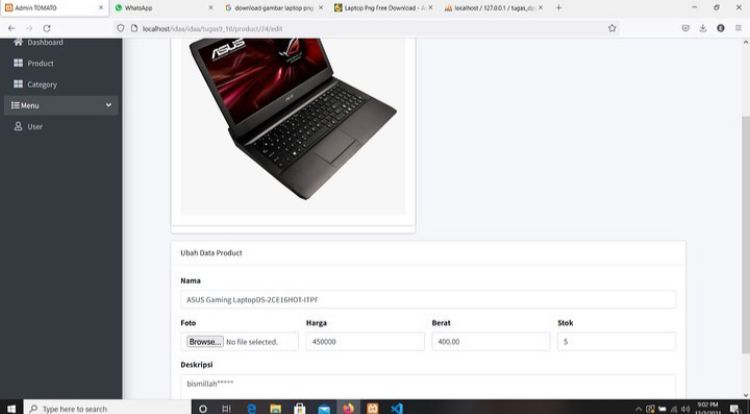 Admin TOMATO
WhatsApp
download gambar laptop png
Laptop Png Free Download - A
localhost / 127.0.0.1 / tugas_dp
localhost/idaa/idaa/tugas9_10/product/24/edit
Dashboard
Product
Category
Menu
User
ASUS
Ubah Data Product
Nama
ASUS Gaming LaptopDS-2CE16HOT-ITPF
Foto
Harga
Berat
Stok
Browse... No file selected.
450000
400.00
5
Deskripsi
bismillah*****
Type here to search
9:02 PM